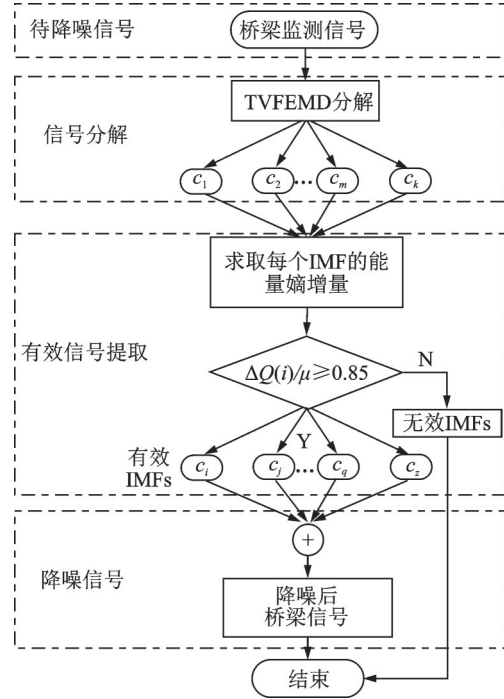 待降噪信号
桥梁监测信号
信号分解
TVFEMD分解
c₁
c₂
...
cₘ
cₖ
有效信号提取
求取每个IMF的能
量嫡增量
ΔQ(i)/μ≥0.85
N
无效IMFs
Y
有效
IMFs
cᵢ
cⱼ
...
c_q
c_z
降噪信号
+
降噪后
桥梁信号
结束